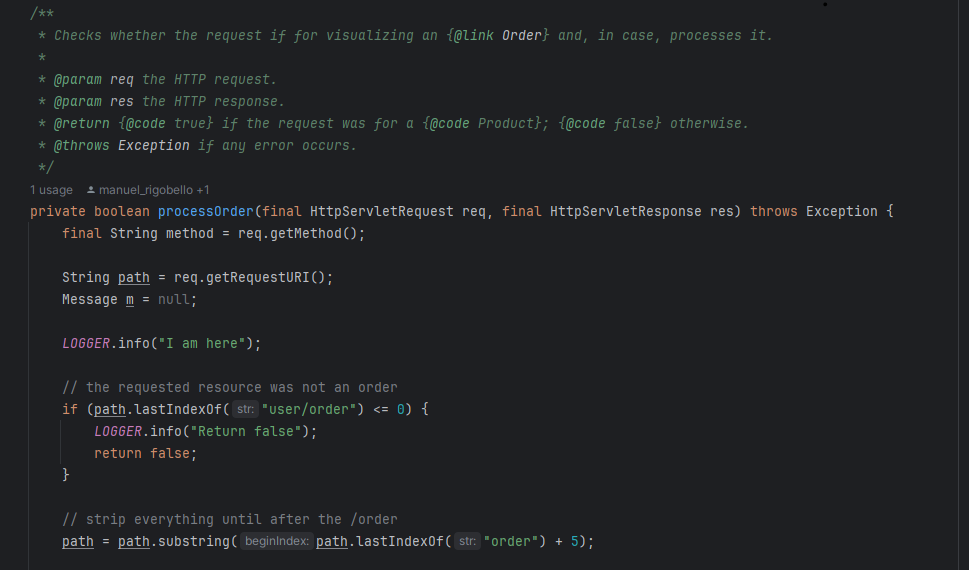 /**
 * Checks whether the request if for visualizing an {@link Order} and, in case, processes it.
 *
 * @param req the HTTP request.
 * @param res the HTTP response.
 * @return {@code true} if the request was for a {@code Product}; {@code false} otherwise.
 * @throws Exception if any error occurs.
 */
1 usage manuel_rigobello +1
private boolean processOrder(final HttpServletRequest req, final HttpServletResponse res) throws Exception {
    final String method = req.getMethod();
    String path = req.getRequestURI();
    Message m = null;
    LOGGER.info("I am here");
    // the requested resource was not an order
    if (path.lastIndexOf( str: "user/order") <= 0) {
        LOGGER.info("Return false");
        return false;
    }
    // strip everything until after the /order
    path = path.substring( beginIndex: path.lastIndexOf( str: "order") + 5);